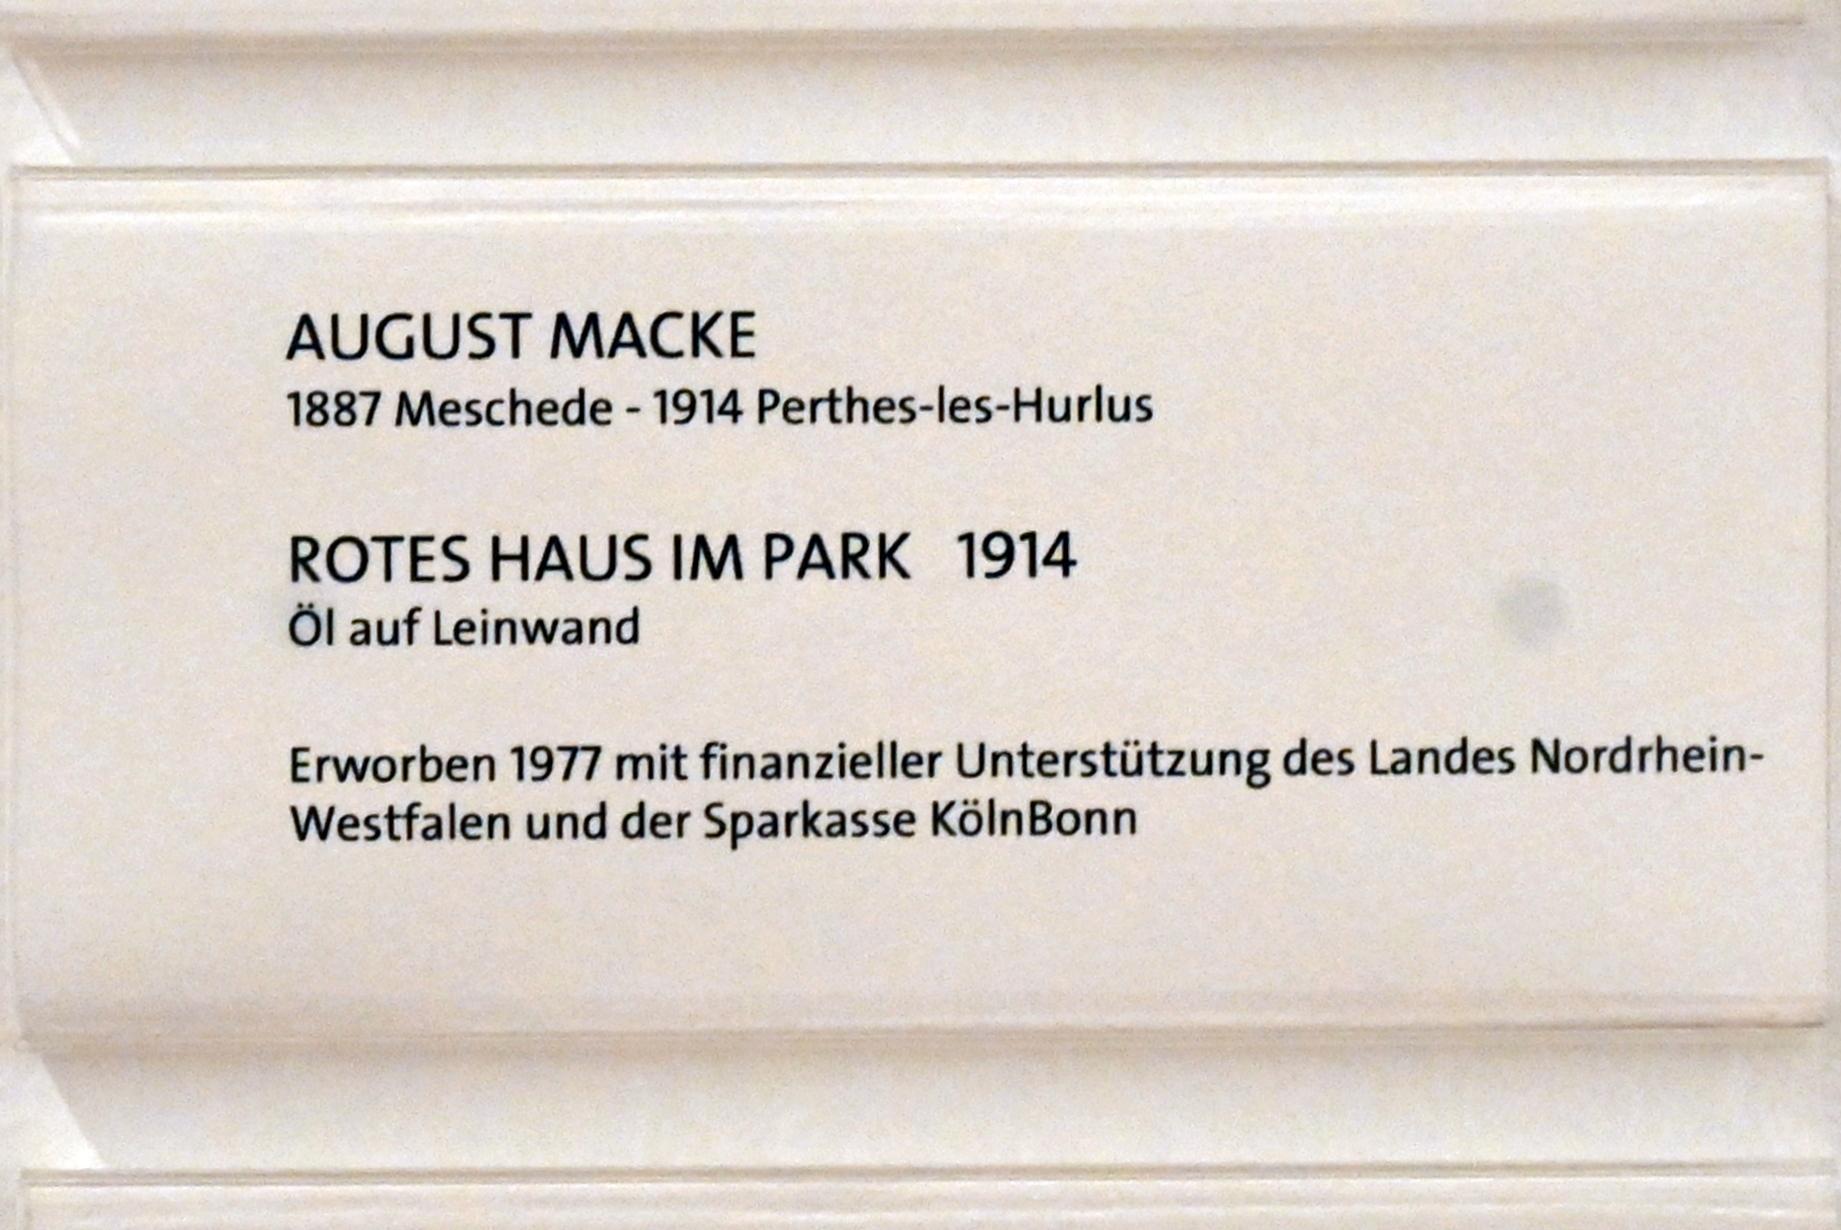 AUGUST MACKE
1887 Meschede - 1914 Perthes-les-Hurlus
ROTES HAUS IM PARK 1914
Öl auf Leinwand
Erworben 1977 mit finanzieller Unterstützung des Landes Nordrhein-
Westfalen und der Sparkasse KölnBonn